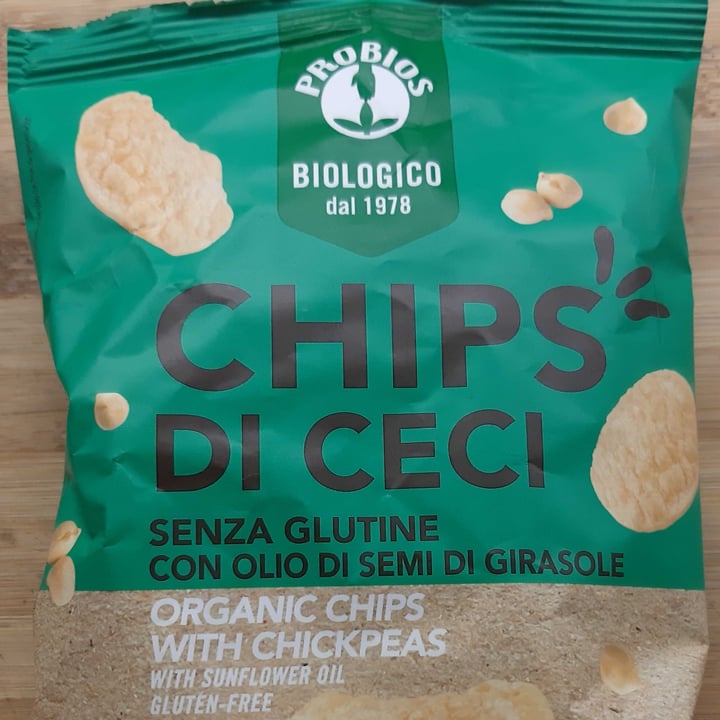 PROBIOS
BIOLOGICO
dal 1978
CHIPS
DI CECI
SENZA GLUTINE
CON OLIO DI SEMI DI GIRASOLE
ORGANIC CHIPS
WITH CHICKPEAS
WITH SUNFLOWER OIL
GLUTEN-FREE